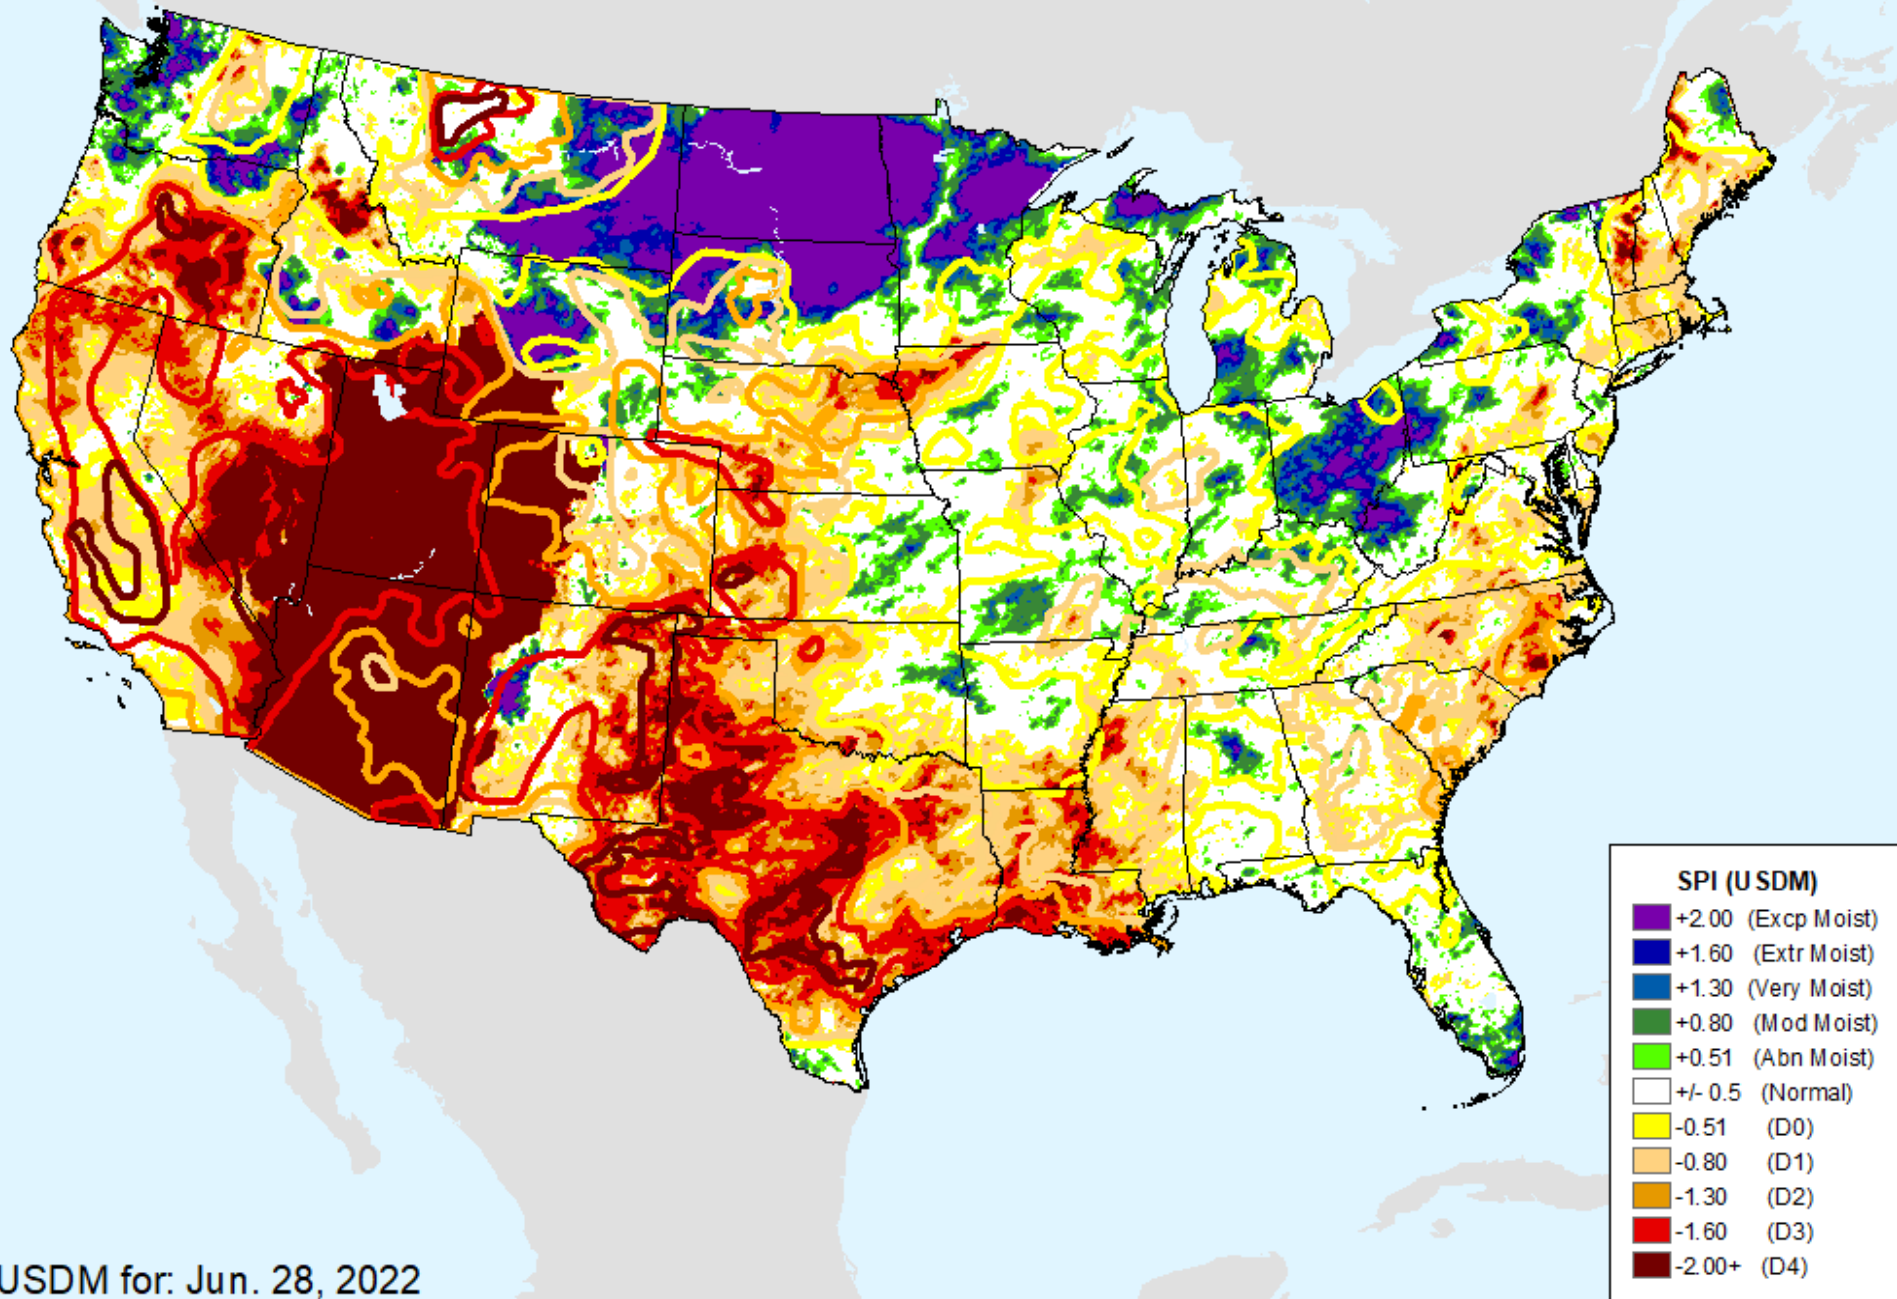 SPI (USDM)
+2.00 (Excp Moist)
+1.60 (Extr Moist)
+1.30 (Very Moist)
+0.80 (Mod Moist)
+0.51 (Abn Moist)
+/- 0.5 (Normal)
-0.51 (D0)
-0.80 (D1)
-1.30 (D2)
-1.60 (D3)
-2.00+ (D4)
USDM for: Jun. 28, 2022